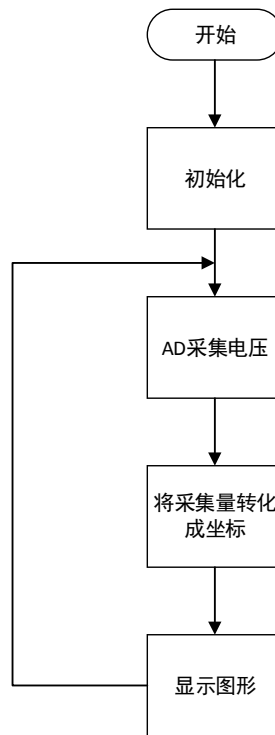 开始
初始化
AD采集电压
将采集量转化
成坐标
显示图形